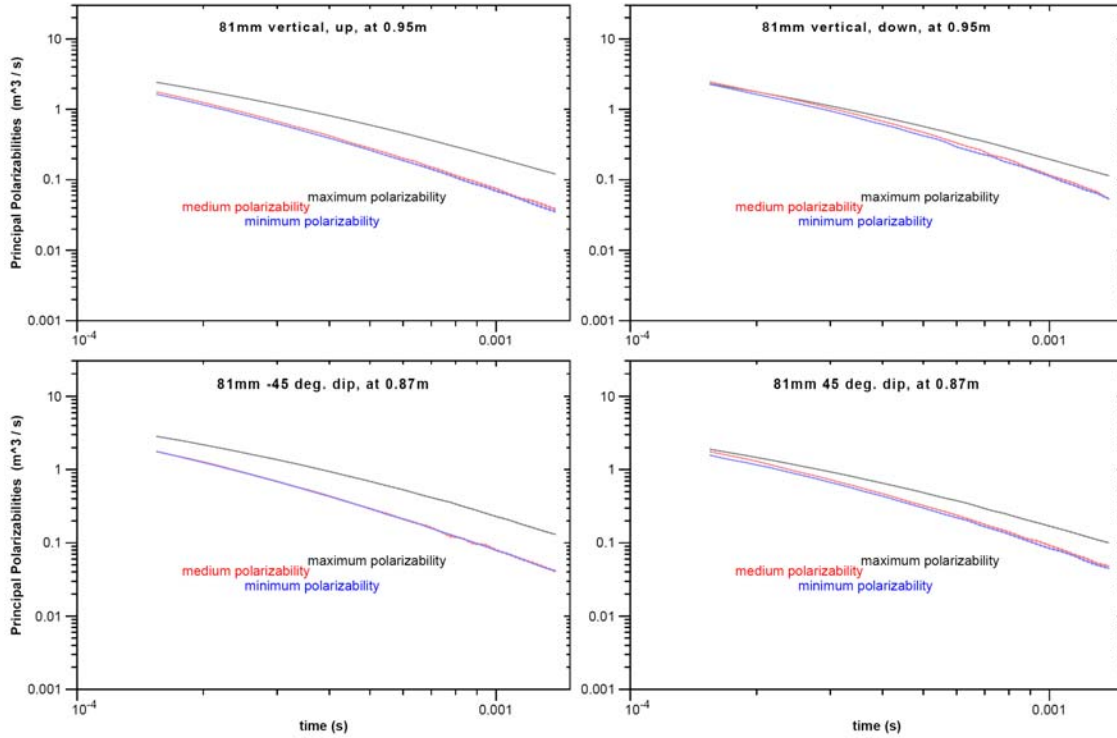 81mm vertical, up, at 0.95m
Principal Polarizabilities (m^3 / s)
10
1
0.1
0.01
0.001
maximum polarizability
medium polarizability
minimum polarizability
10-4
0.001
81mm vertical, down, at 0.95m
10
1
0.1
0.01
0.001
maximum polarizability
medium polarizability
minimum polarizability
10-4
0.001
81mm -45 deg. dip, at 0.87m
Principal Polarizabilities (m^3 / s)
10
1
0.1
0.01
0.001
maximum polarizability
medium polarizability
minimum polarizability
10-4
0.001
time (s)
81mm 45 deg. dip, at 0.87m
10
1
0.1
0.01
0.001
maximum polarizability
medium polarizability
minimum polarizability
10-4
0.001
time (s)